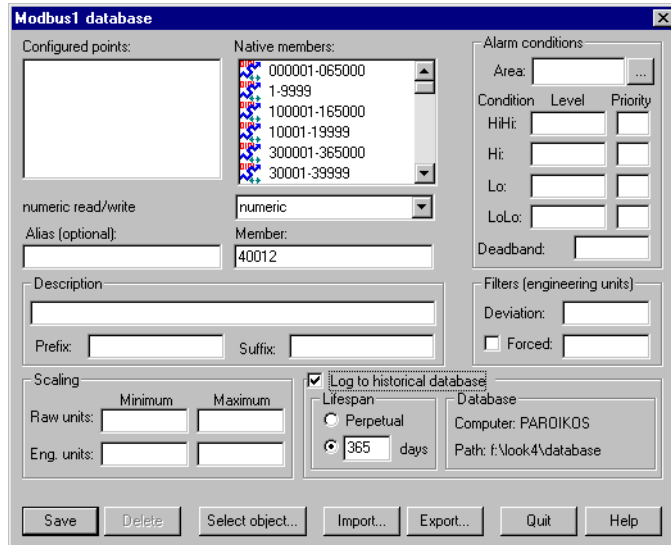 Modbus1 database
Configured points:
Native members:
000001-065000
1-9999
100001-165000
10001-19999
300001-365000
30001-39999
numeric read/write
numeric
Alias (optional):
Member:
40012
Alarm conditions
Area:
...
Condition Level Priority
HiHi:
Hi:
Lo:
LoLo:
Deadband:
Description
Prefix:
Suffix:
Filters (engineering units)
Deviation:
Forced:
Scaling
Minimum Maximum
Raw units:
Eng. units:
Log to historical database
Lifespan
Perpetual
365 days
Database
Computer: PAROIKOS
Path: f:\look4\database
Save Delete Select object... Import... Export... Quit Help